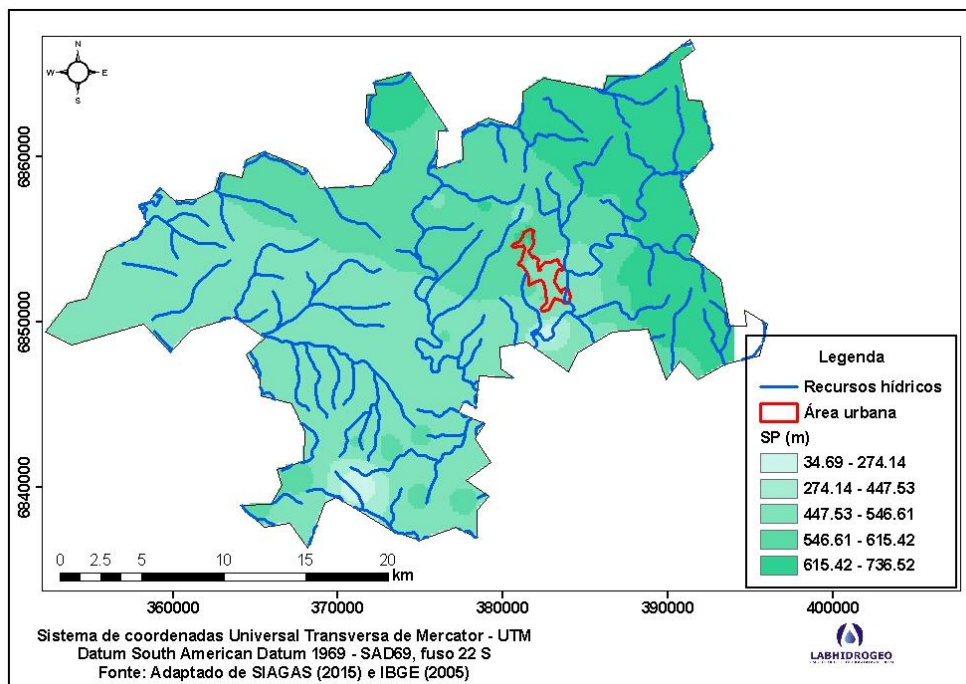 N
W E
S
6860000
6850000
6840000
0 2.5 5 10 15 20
km
360000 370000 380000 390000 400000
Legenda
Recursos hídricos
Área urbana
SP (m)
34.69 - 274.14
274.14 - 447.53
447.53 - 546.61
546.61 - 615.42
615.42 - 736.52
Sistema de coordenadas Universal Transversa de Mercator - UTM
Datum South American Datum 1969 - SAD69, fuso 22 S
Fonte: Adaptado de SIAGAS (2015) e IBGE (2005)
LABHIDROGEO